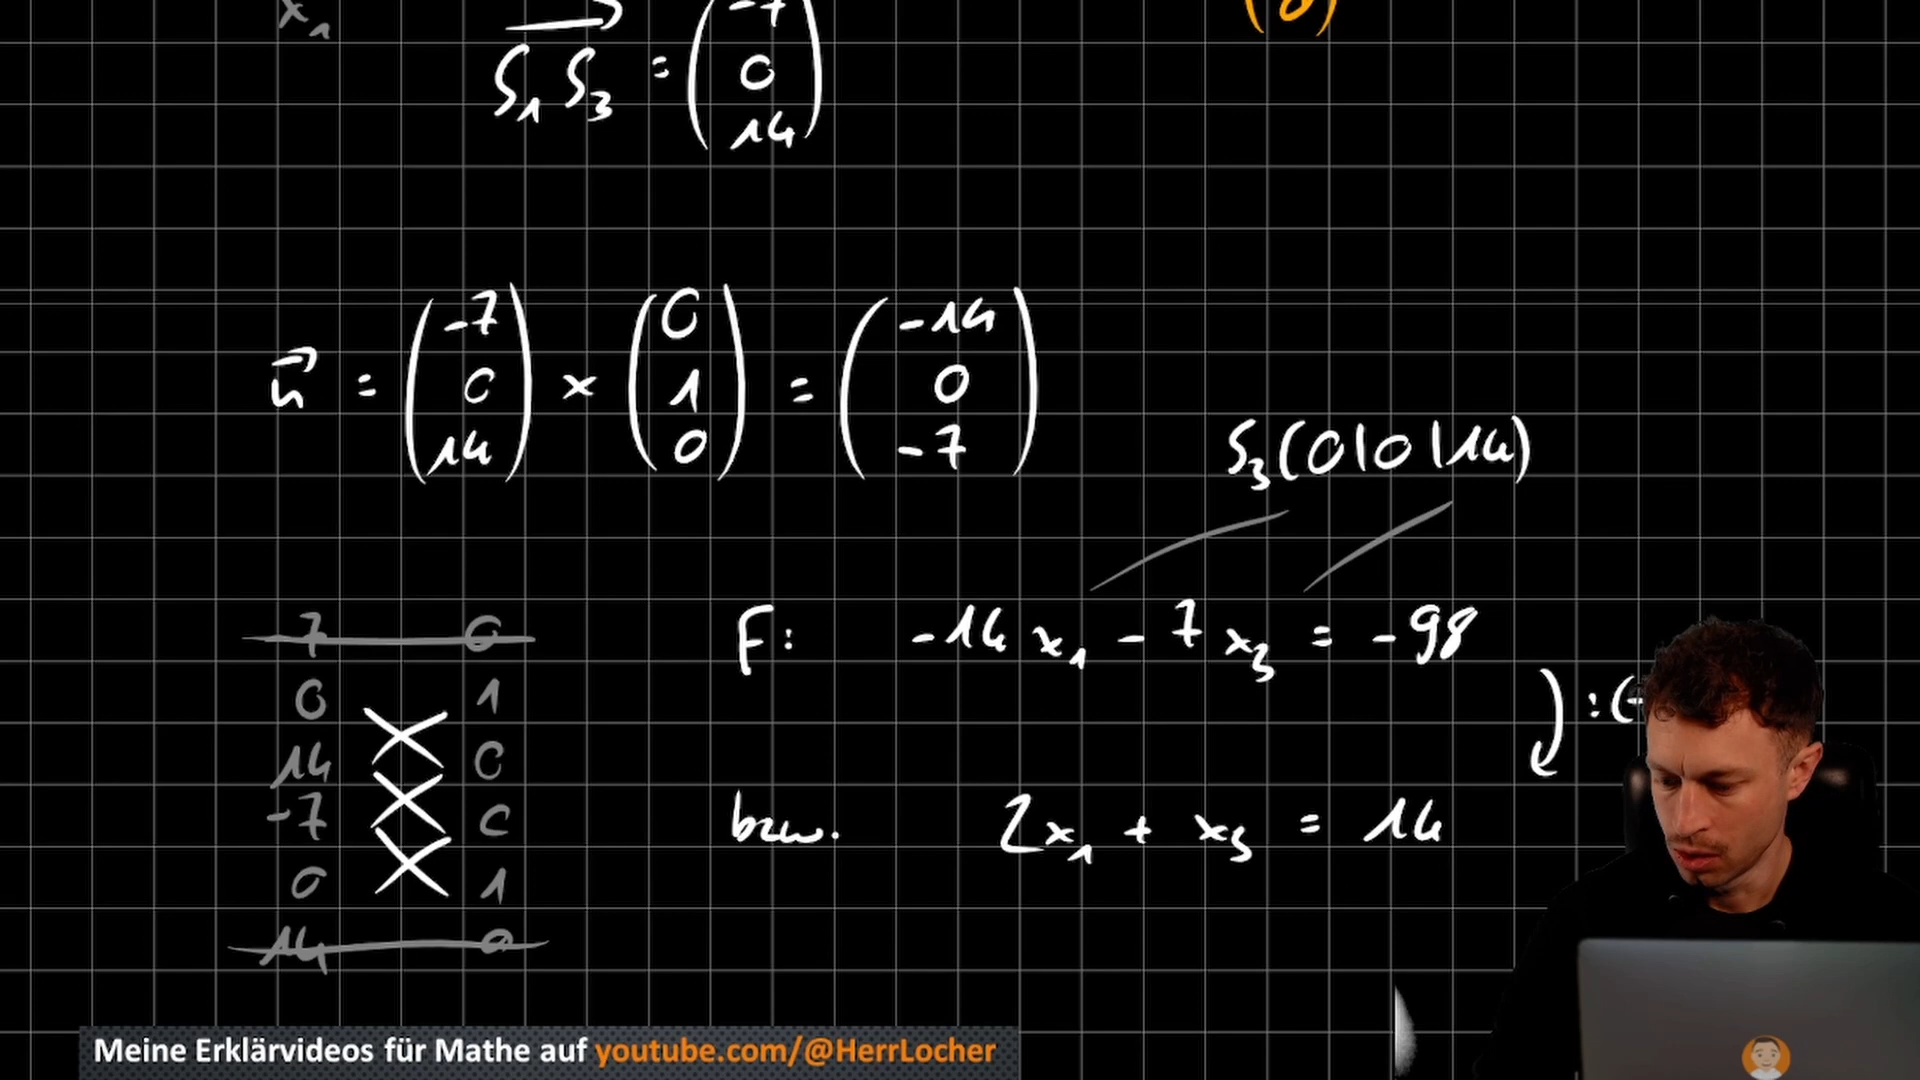 x₁
S₁S₃→ = (-7 0 14)
n→ = (-7 0 14) × (0 1 0) = (-14 0 -7)
S₃(0|0|14)
7 0
0 1
14 0
-7 0
0 1
14 0
F: -14x₁ - 7x₃ = -98
:(-
bzw. 2x₁ + x₃ = 14
Meine Erklärvideos für Mathe auf youtube.com/@HerrLocher